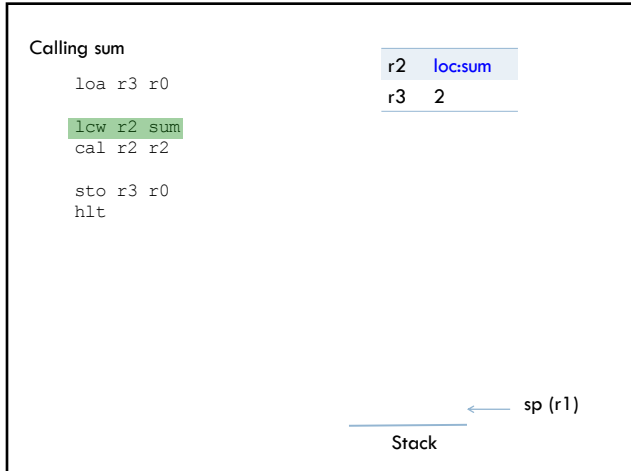 Calling sum
loa r3 r0
lcw r2 sum
cal r2 r2
sto r3 r0
hlt
r2 loc:sum
r3 2
sp (r1)
Stack